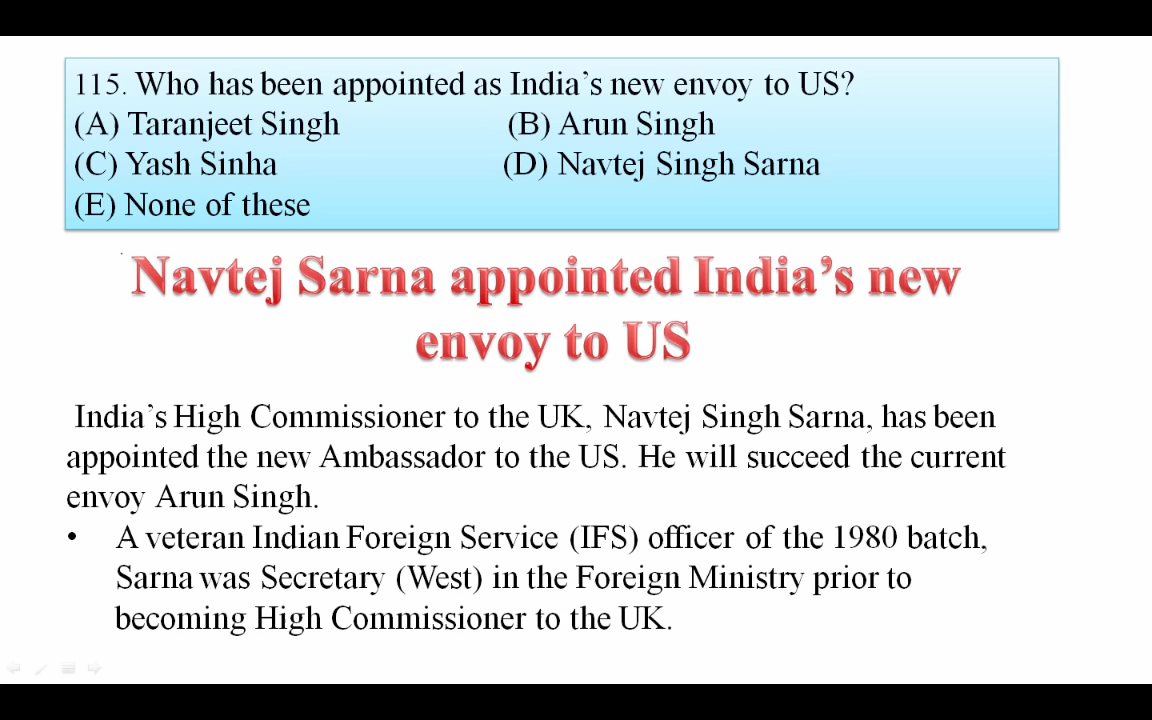 115. Who has been appointed as India's new envoy to US?
(A) Taranjeet Singh (B) Arun Singh
(C) Yash Sinha (D) Navtej Singh Sarna
(E) None of these
Navtej Sarna appointed India's new
envoy to US
India's High Commissioner to the UK, Navtej Singh Sarna, has been
appointed the new Ambassador to the US. He will succeed the current
envoy Arun Singh.
• A veteran Indian Foreign Service (IFS) officer of the 1980 batch,
Sarna was Secretary (West) in the Foreign Ministry prior to
becoming High Commissioner to the UK.